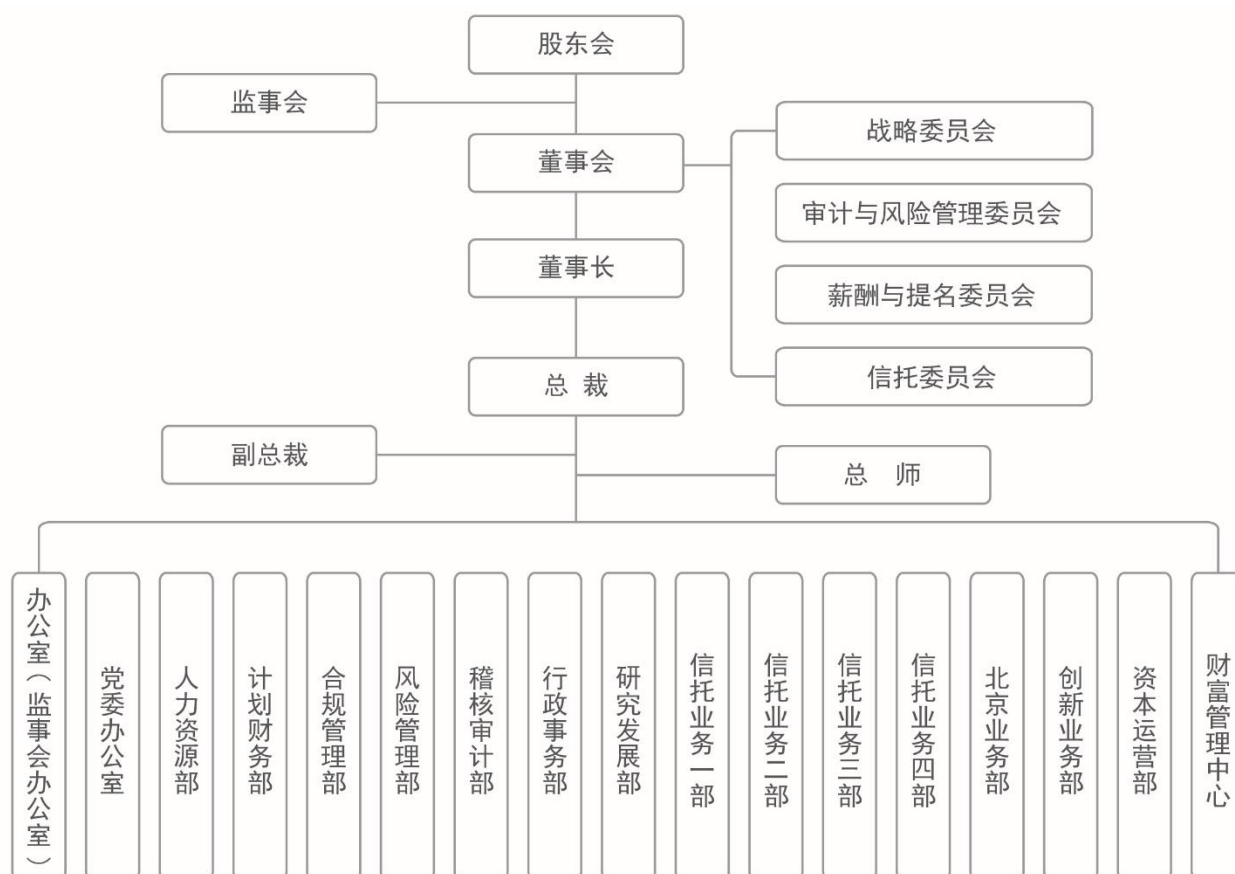 股东会
监事会
战略委员会
董事会
审计与风险管理委员会
董事长
薪酬与提名委员会
总 裁
信托委员会
副总裁
总 师
办公室（监事会办公室）
党委办公室
人力资源部
计划财务部
合规管理部
风险管理部
稽核审计部
行政事务部
研究发展部
信托业务一部
信托业务二部
信托业务三部
信托业务四部
北京业务部
创新业务部
资本运营部
财富管理中心